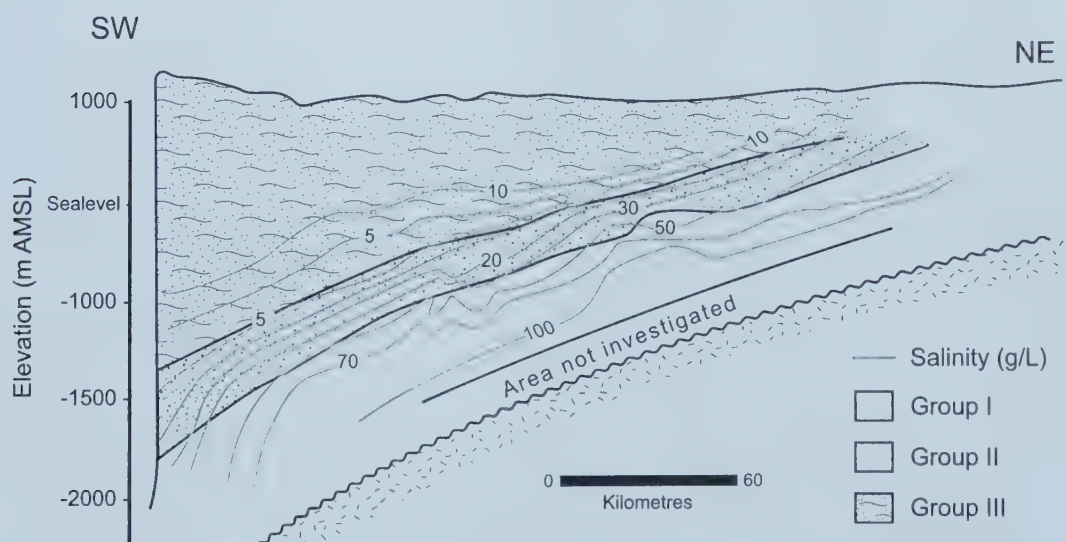 SW
NE
1000
Sealevel
-1000
-1500
-2000
Elevation (m AMSL)
10
10
5
30
50
20
5
70
100
Area not investigated
0
60
Kilometres
Salinity (g/L)
Group I
Group II
Group III